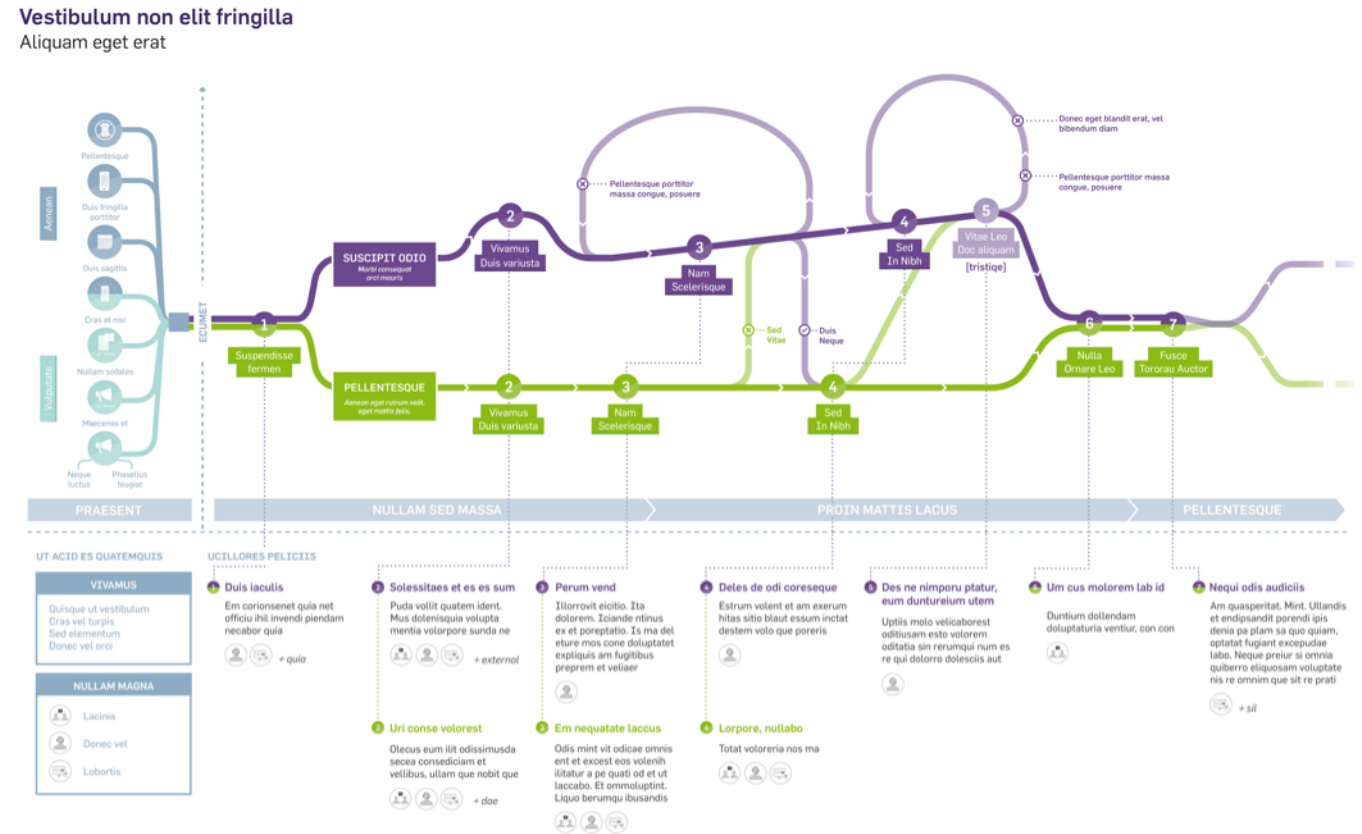 Vestibulum non elit fringilla
Aliquam eget erat
Aenean
Vulputate
Pellentesque
Duis fringilla
porttitor
Duis sagittis
Cras at nisi
Nullam sodales
Maecenas et
Neque
luctus
Phasellus
feugiat
ECUMET
1
Suspendisse
fermen
SUSCIPIT ODIO
Morbi consequat
orci mauris
2
Vivamus
Duis variusta
Pellentesque porttitor
massa congue, posuere
3
Nam
Scelerisque
4
Sed
In Nibh
5
Vitae Leo
Doc aliquam
[tristiqe]
Donec eget blandit erat, vel
bibendum diam
Pellentesque porttitor massa
congue, posuere
PELLENTESQUE
Aenean eget rutrum velit,
eget mattis felis.
2
Vivamus
Duis variusta
3
Nam
Scelerisque
Sed
Vitae
Duis
Neque
4
Sed
In Nibh
6
Nulla
Ornare Leo
7
Fusce
Tororau Auctor
PRAESENT
NULLAM SED MASSA
PROIN MATTIS LACUS
PELLENTESQUE
UT ACID ES QUATEMQUIS
VIVAMUS
Quisque ut vestibulum
Cras vel turpis
Sed elementum
Donec vel orci
NULLAM MAGNA
Lacinia
Donec vel
Lobortis
UCILLORES PELICIIS
1 Duis iaculis
Em corionsenet quia net
officiu ihil invendi piendam
necabor quia
+ quia
2 Solessitaes et es es sum
Puda vollit quatem ident.
Mus dolenisquia volupta
mentia volorpore sunda ne
+ external
2 Uri conse volorest
Olecus eum ilit odissimusda
secea consediciam et
vellibus, ullam que nobit que
+ dae
3 Perum vend
Illorrovit eicitio. Ita
dolorem. Iciande ntinus
ex et poreptatio. Is ma del
eture mos cone doluptatet
expliquis am fugitibus
preprem et veliaer
3 Em nequatate laccus
Odis mint vit odicae omnis
ent et excest eos volenih
ilitatur a pe quati od et ut
laccabo. Et ommoluptint.
Liquo berumqu ibusandis
4 Deles de odi coreseque
Estrum volent et am exerum
hitas sitio blaut essum inctat
destem volo que poreris
4 Lorpore, nullabo
Totat voloreria nos ma
5 Des ne nimporu ptatur,
eum duntureium utem
Uptiis molo velicaborest
oditiusam esto volorem
oditatia sin rerumqui num es
re qui dolorro dolesciis aut
6 Um cus molorem lab id
Duntium dollendam
doluptaturia ventiur, con con
7 Nequi odis audiciis
Am quasperitat. Mint. Ullandis
et endipsandit porendi ipis
denia pa plam sa quo quiam,
optatat fugiant excepudae
labo. Neque preiur si omnia
quiberro eliquosam voluptate
nis re omnim que sit re prati
+ sil